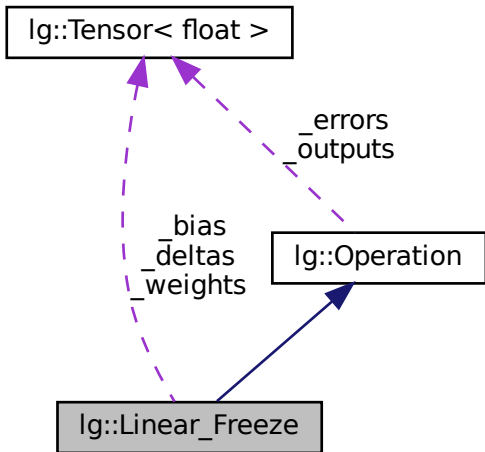 lg::Tensor< float >
_errors
_outputs
_bias
_deltas
_weights
lg::Operation
lg::Linear_Freeze